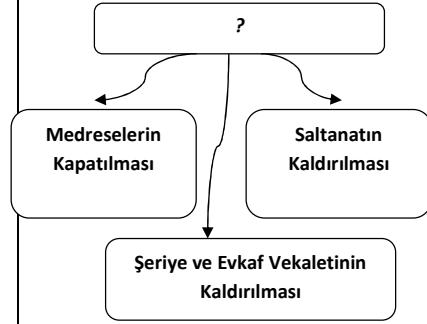 ?
Medreselerin
Kapatılması
Saltanatın
Kaldırılması
Şeriye ve Evkaf Vekaletinin
Kaldırılması